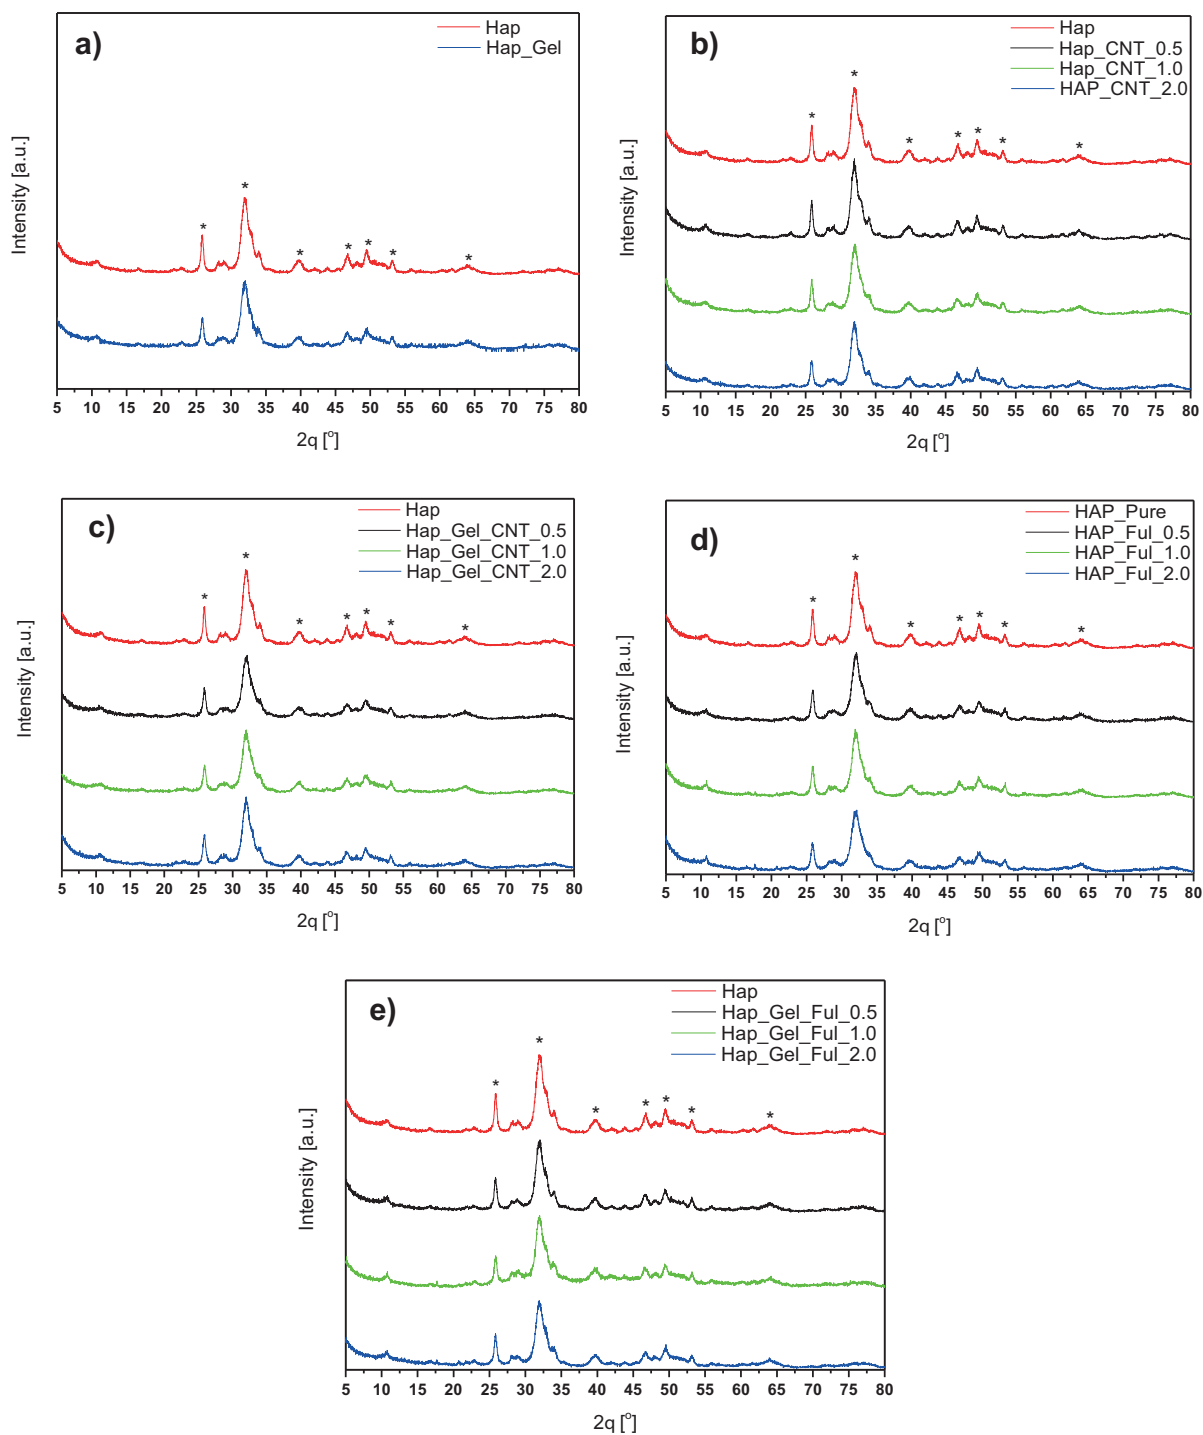 a)
Hap
Hap_Gel
*
*
*
*
*
*
*
Intensity [a.u.]
5 10 15 20 25 30 35 40 45 50 55 60 65 70 75 80
2q [°]
b)
Hap
Hap_CNT_0.5
Hap_CNT_1.0
HAP_CNT_2.0
*
*
*
*
*
*
*
Intensity [a.u.]
5 10 15 20 25 30 35 40 45 50 55 60 65 70 75 80
2q [°]
c)
Hap
Hap_Gel_CNT_0.5
Hap_Gel_CNT_1.0
Hap_Gel_CNT_2.0
*
*
*
*
*
*
*
Intensity [a.u.]
5 10 15 20 25 30 35 40 45 50 55 60 65 70 75 80
2q [°]
d)
HAP_Pure
HAP_Ful_0.5
HAP_Ful_1.0
HAP_Ful_2.0
*
*
*
*
*
*
*
Intensity [a.u.]
5 10 15 20 25 30 35 40 45 50 55 60 65 70 75 80
2q [°]
e)
Hap
Hap_Gel_Ful_0.5
Hap_Gel_Ful_1.0
Hap_Gel_Ful_2.0
*
*
*
*
*
*
*
Intensity [a.u.]
5 10 15 20 25 30 35 40 45 50 55 60 65 70 75 80
2q [°]